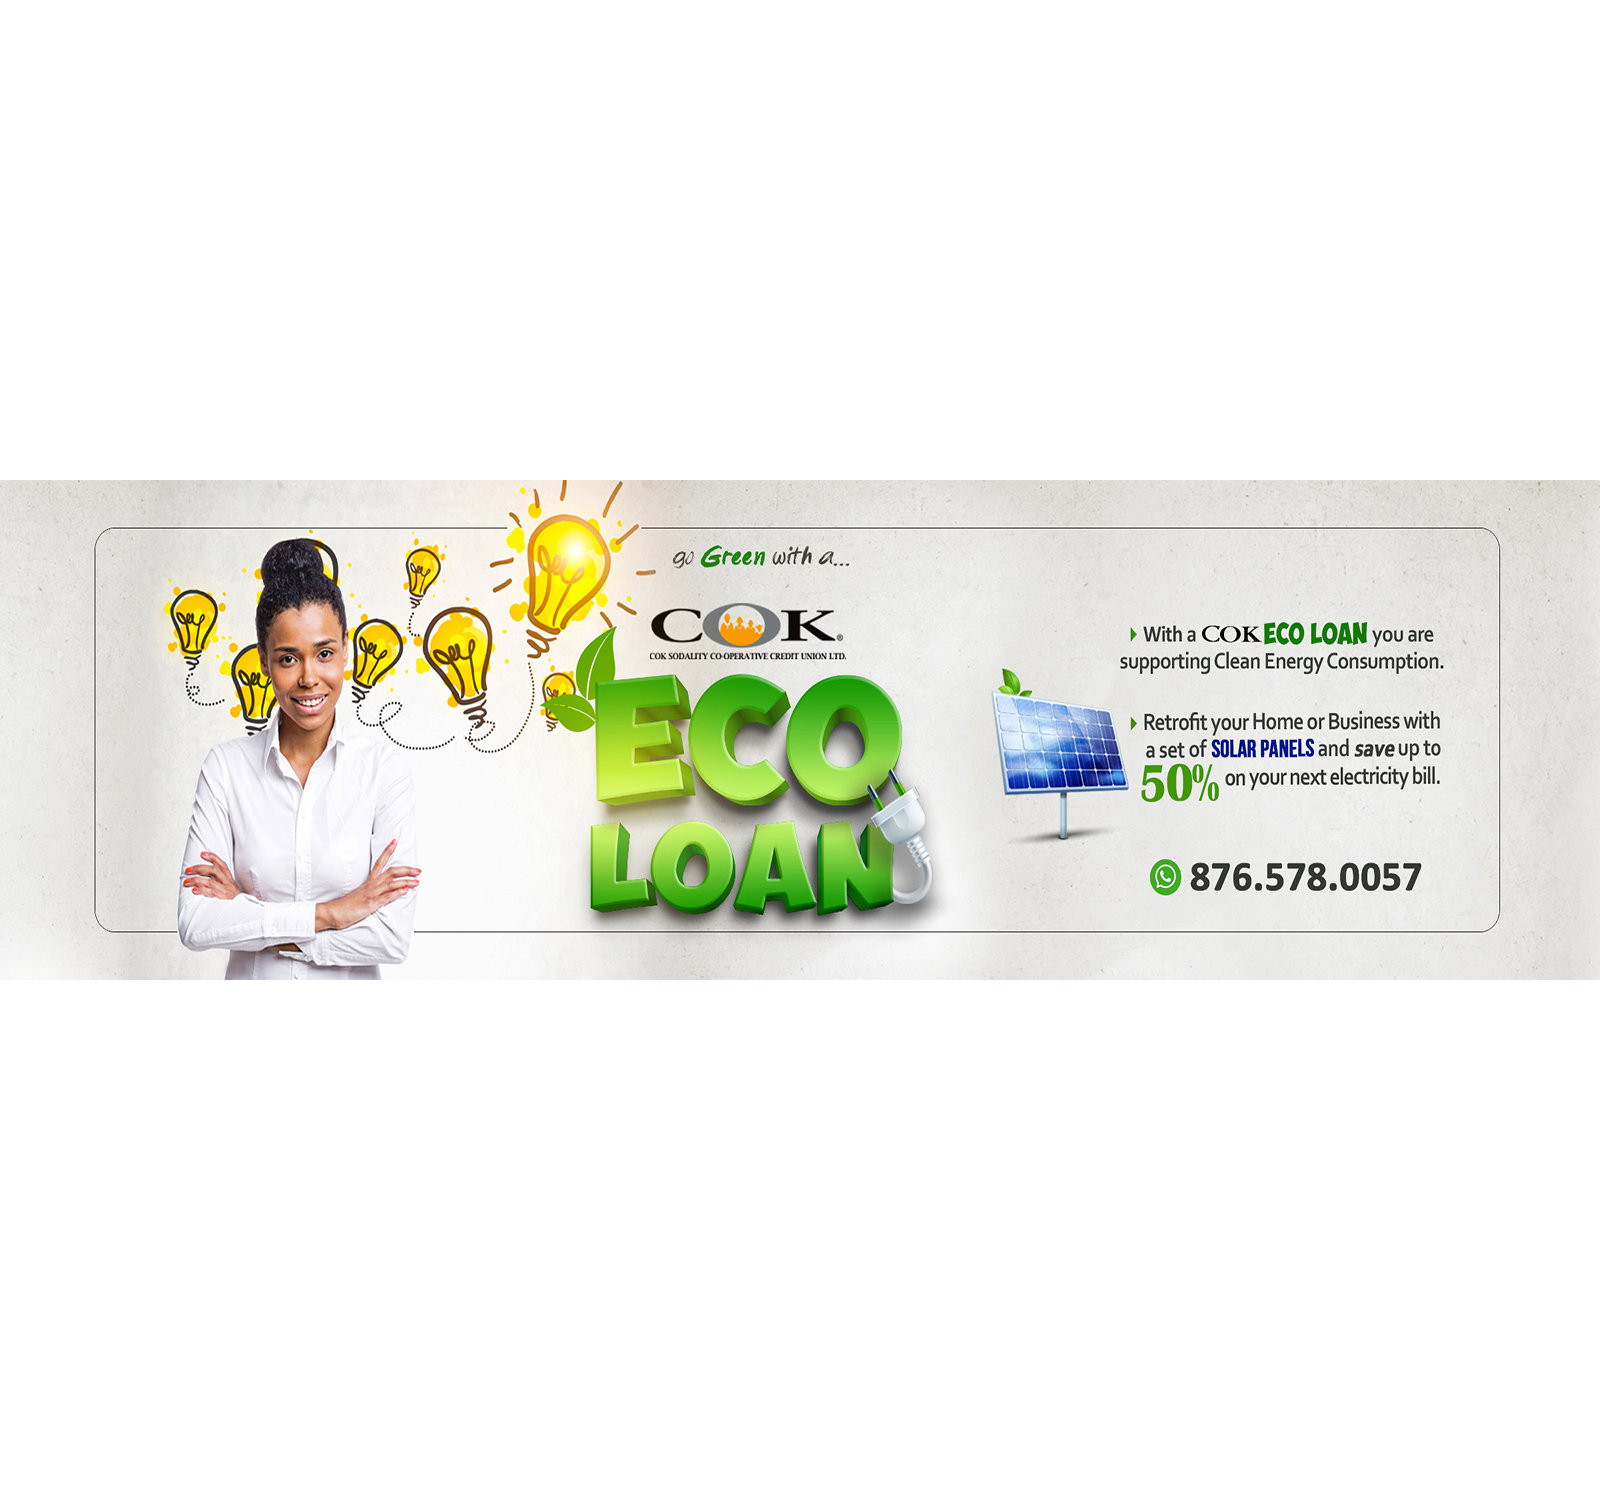 go Green with a...
COK®
COK SODALITY CO-OPERATIVE CREDIT UNION LTD.
ECO
LOAN
With a COK ECO LOAN you are
supporting Clean Energy Consumption.
Retrofit your Home or Business with
a set of SOLAR PANELS and save up to
50% on your next electricity bill.
876.578.0057